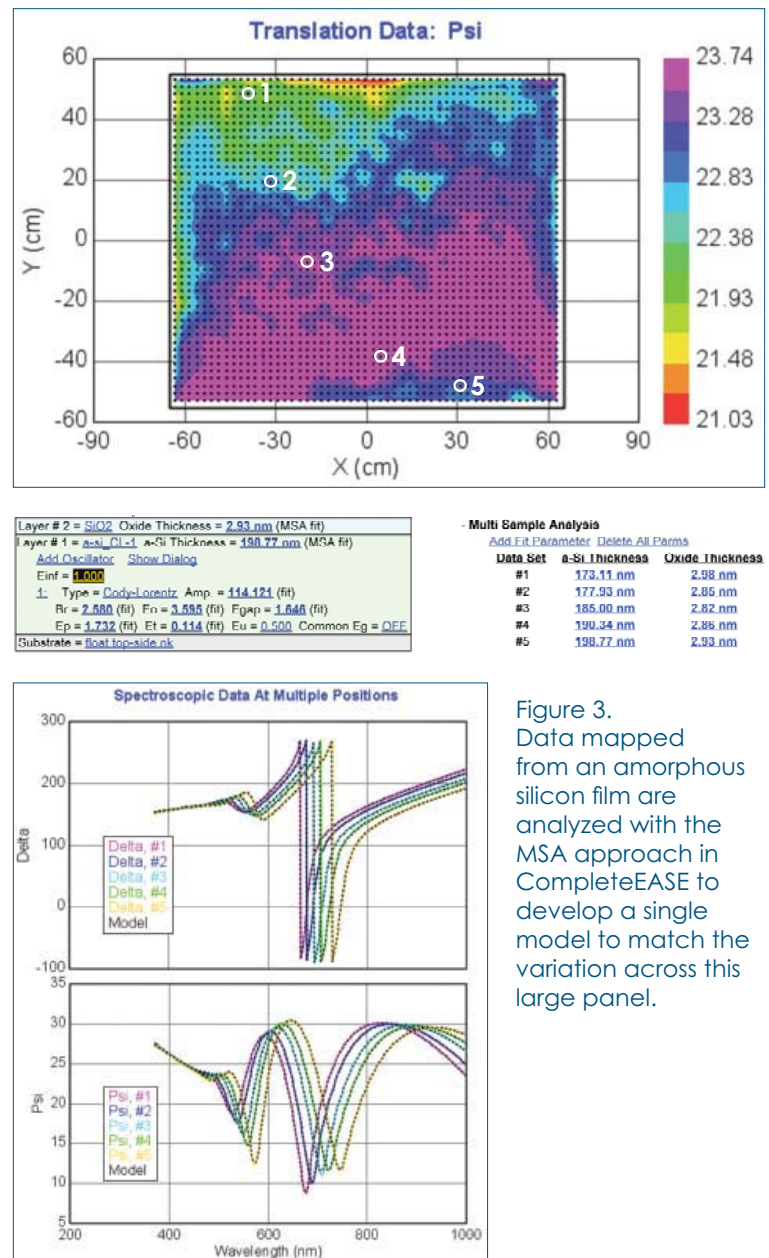 Translation Data: Psi
60
40
20
0
-20
-40
-60
Y (cm)
-90 -60 -30 0 30 60 90
X (cm)
1
2
3
4
5
23.74
23.28
22.83
22.38
21.93
21.48
21.03
Layer # 2 = SiO2 Oxide Thickness = 2.93 nm (MSA fit)
Layer # 1 = a-si_CL-1 a-Si Thickness = 198.77 nm (MSA fit)
Add Oscillator Show Dialog
Einf = 1.000
1: Type = Cody-Lorentz Amp. = 114.121 (fit)
Br = 2.580 (fit) Eo = 3.595 (fit) Egap = 1.646 (fit)
Ep = 1.732 (fit) Et = 0.114 (fit) Eu = 0.500 Common Eg = OFF
Substrate = float.top-side.nk
- Multi Sample Analysis
Add Fit Parameter Delete All Parms
Data Set a-Si Thickness Oxide Thickness
#1 173.11 nm 2.98 nm
#2 177.93 nm 2.85 nm
#3 185.00 nm 2.82 nm
#4 190.34 nm 2.86 nm
#5 198.77 nm 2.93 nm
Spectroscopic Data At Multiple Positions
300
200
100
0
-100
Delta
Delta, #1
Delta, #2
Delta, #3
Delta, #4
Delta, #5
Model
35
30
25
20
15
10
5
Psi
Psi, #1
Psi, #2
Psi, #3
Psi, #4
Psi, #5
Model
200 400 600 800 1000
Wavelength (nm)
Figure 3.
Data mapped
from an amorphous
silicon film are
analyzed with the
MSA approach in
CompleteEASE to
develop a single
model to match the
variation across this
large panel.